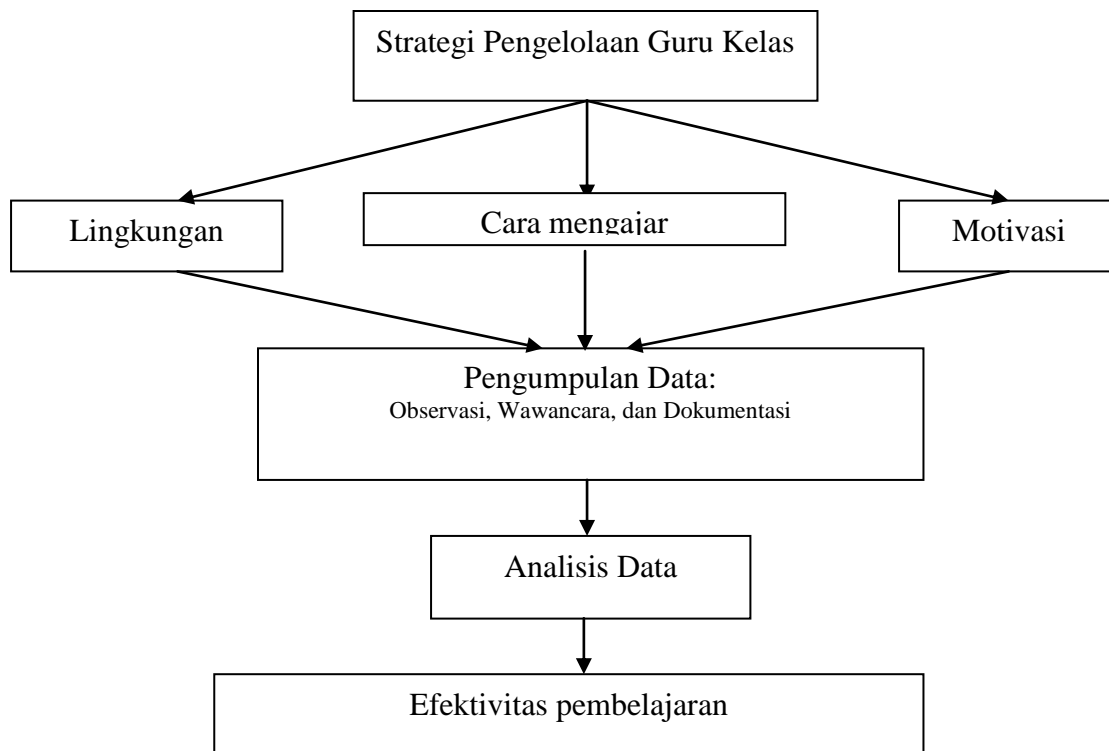 Strategi Pengelolaan Guru Kelas
Lingkungan
Cara mengajar
Motivasi
Pengumpulan Data:
Observasi, Wawancara, dan Dokumentasi
Analisis Data
Efektivitas pembelajaran